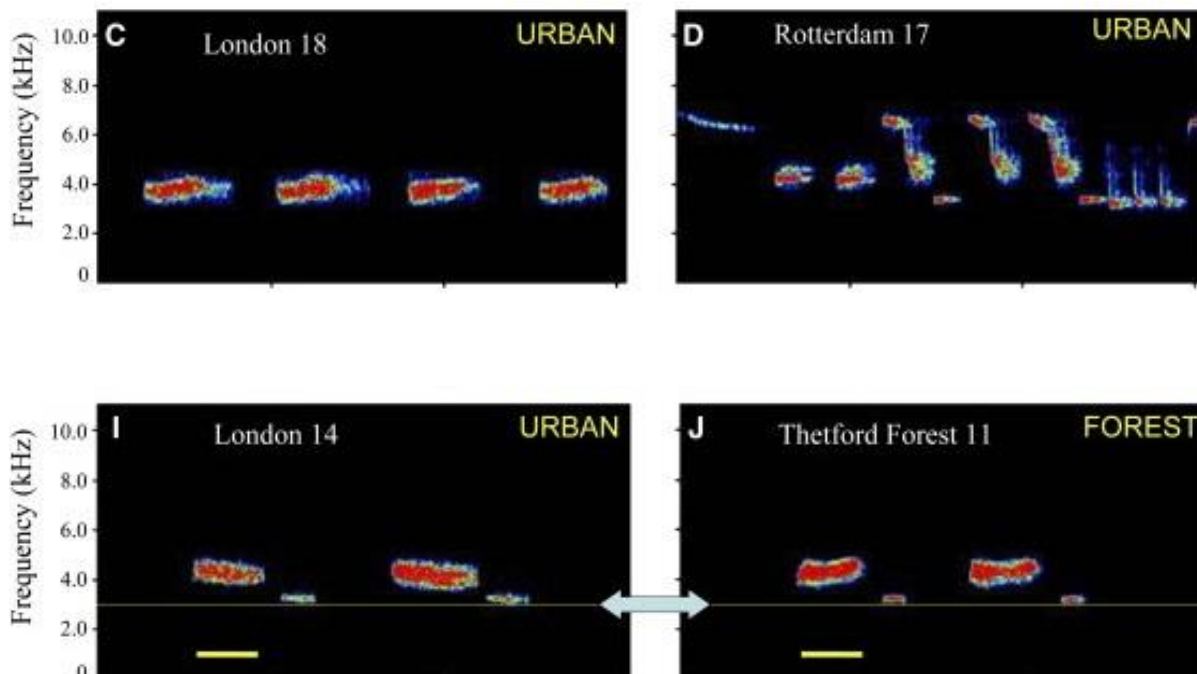 C London 18 URBAN
D Rotterdam 17 URBAN
Frequency (kHz)
10.0
8.0
6.0
4.0
2.0
0
I London 14 URBAN
J Thetford Forest 11 FOREST
Frequency (kHz)
10.0
8.0
6.0
4.0
2.0
0